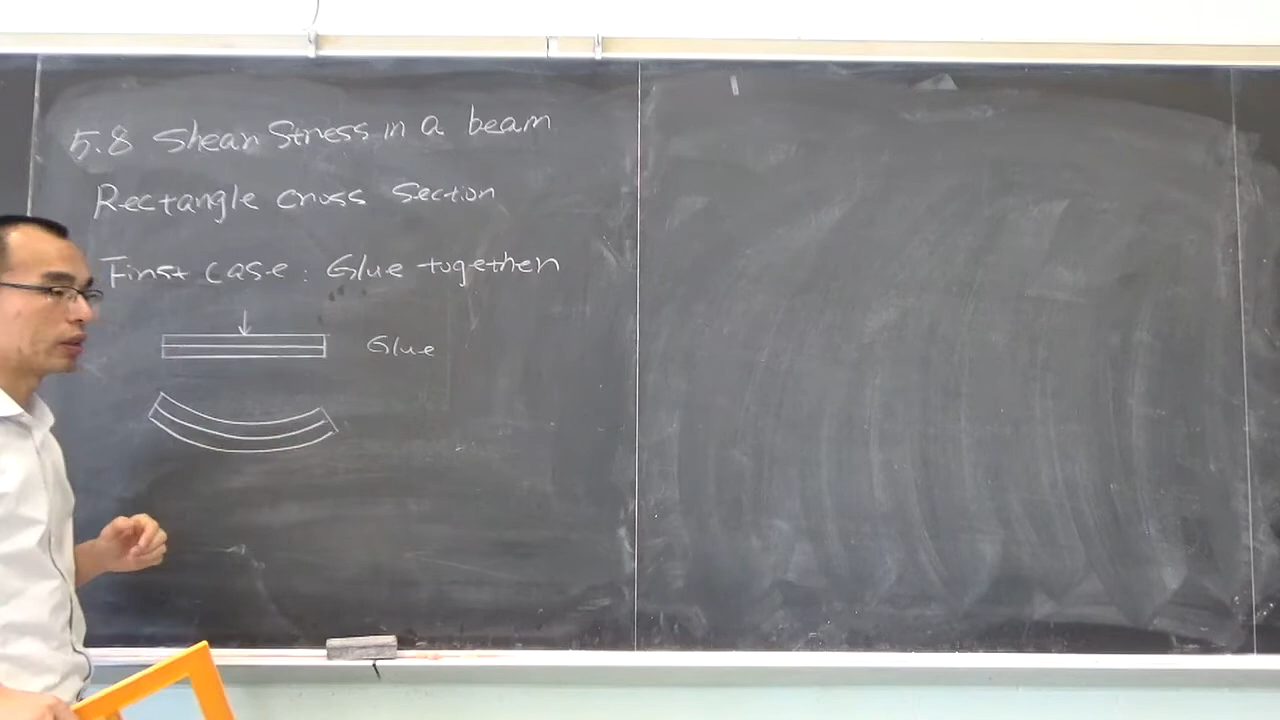 5.8 Shear Stress in a beam
Rectangle cross section
First case: Glue together
Glue